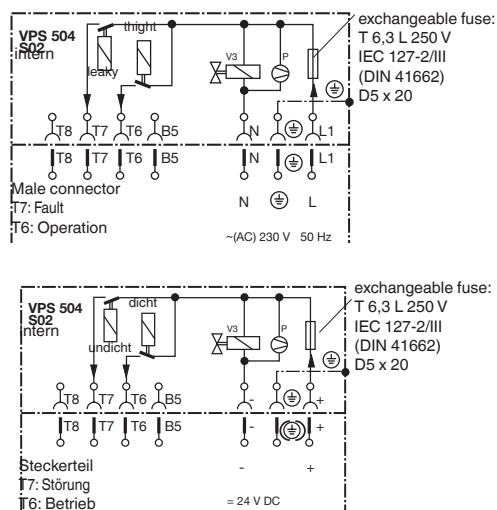 VPS 504
S02
intern
thight
leaky
V3
P
exchangeable fuse:
T 6,3 L 250 V
IEC 127-2/III
(DIN 41662)
D5 x 20
T8 T7 T6 B5 N L1
T8 T7 T6 B5 N L1
Male connector
T7: Fault
T6: Operation
N L
~(AC) 230 V 50 Hz
VPS 504
S02
intern
dicht
undicht
V3
P
exchangeable fuse:
T 6,3 L 250 V
IEC 127-2/III
(DIN 41662)
D5 x 20
T8 T7 T6 B5 - +
T8 T7 T6 B5 - +
Steckerteil
T7: Störung
T6: Betrieb
- +
= 24 V DC